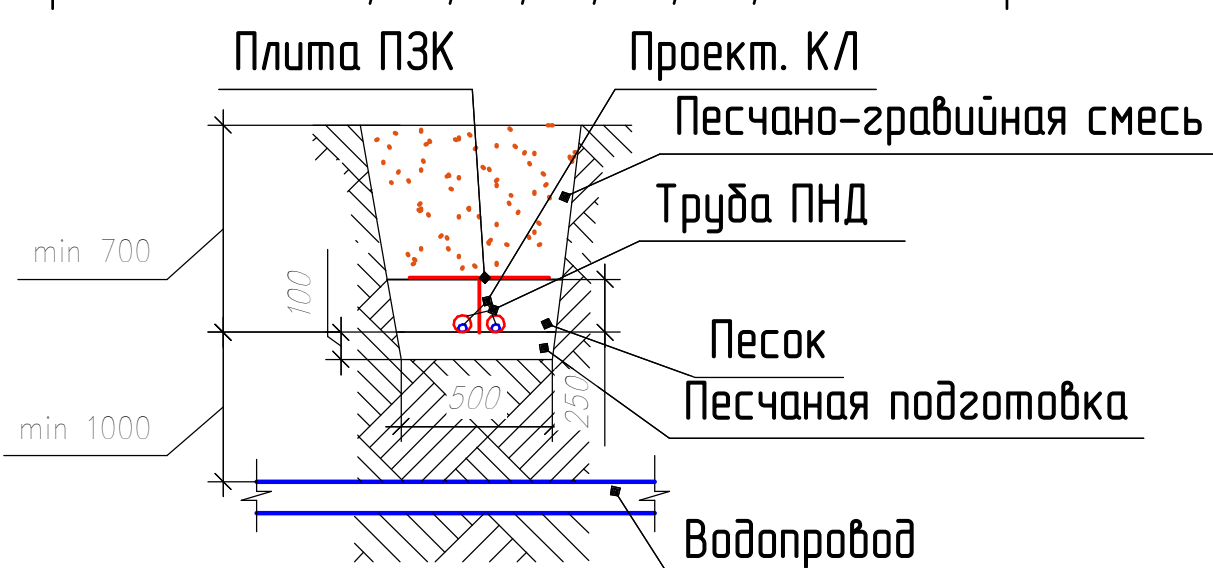 Плита ПЗК
Проект. КЛ
Песчано-гравийная смесь
Труба ПНД
min 700
100
Песок
500
250
Песчаная подготовка
min 1000
Водопровод